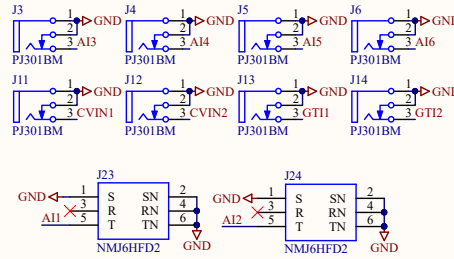 J3 J4 J5 J6
1 GND 1 GND 1 GND 1 GND
2 2 2 2
3 AI3 3 AI4 3 AI5 3 AI6
PJ301BM PJ301BM PJ301BM PJ301BM
J11 J12 J13 J14
1 GND 1 GND 1 GND 1 GND
2 2 2 2
3 CVIN1 3 CVIN2 3 GTI1 3 GTI2
PJ301BM PJ301BM PJ301BM PJ301BM
J23 J24
GND 1 S SN 2 GND 1 S SN 2
3 R RN 4 3 R RN 4
AI1 5 T TN 6 AI2 5 T TN 6
GND GND
NMJ6HFD2 NMJ6HFD2